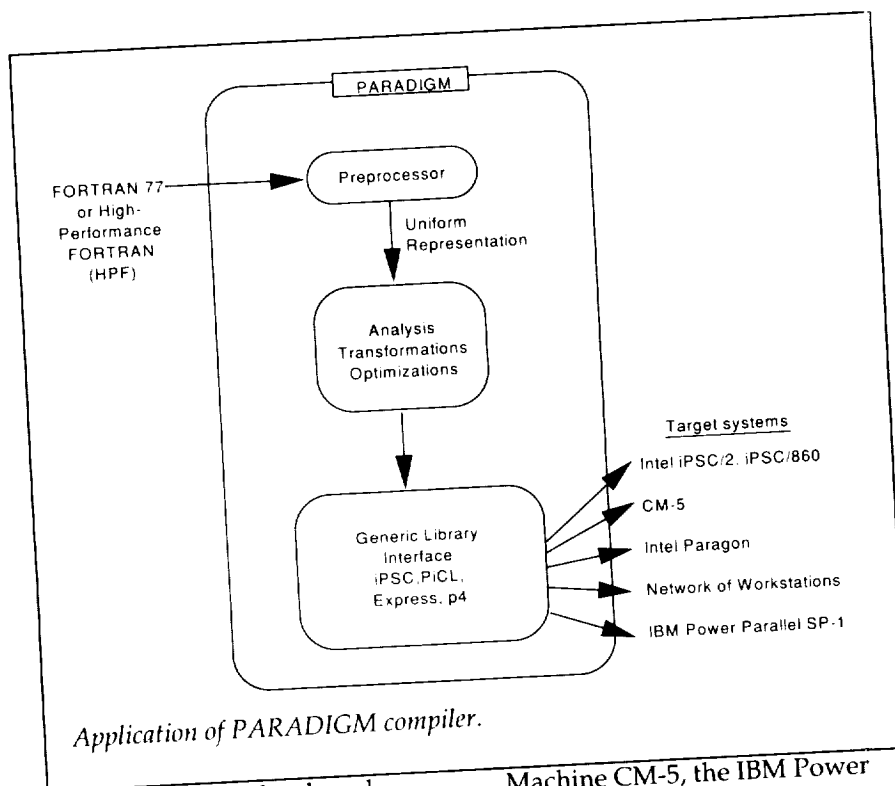 PARADIGM
FORTRAN 77
or High-
Performance
FORTRAN
(HPF)
Preprocessor
Uniform
Representation
Analysis
Transformations
Optimizations
Generic Library
Interface
iPSC, PiCL,
Express, p4
Target systems
Intel iPSC/2, iPSC/860
CM-5
Intel Paragon
Network of Workstations
IBM Power Parallel SP-1
Application of PARADIGM compiler.
Machine CM-5, the IBM Power